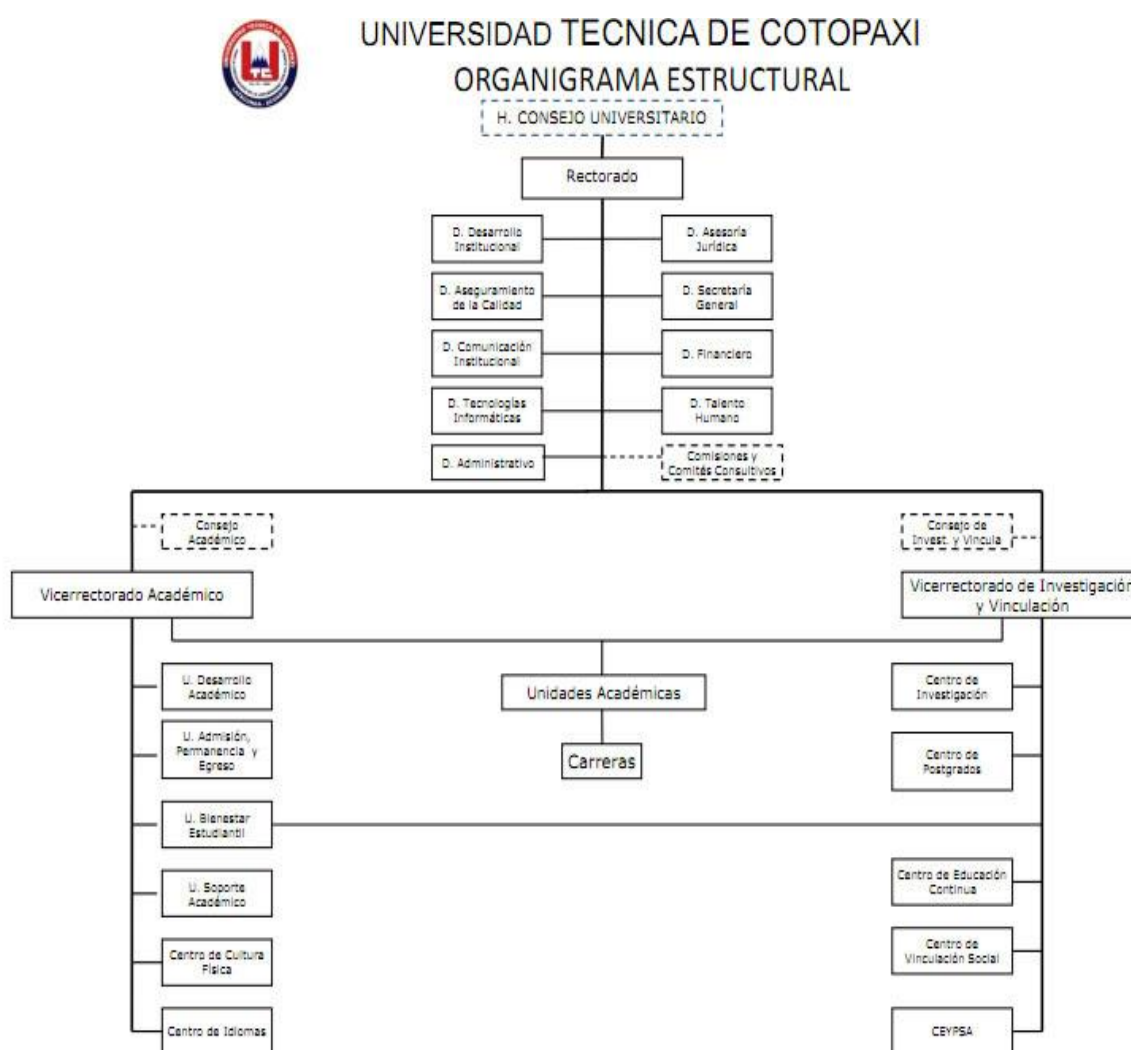 UNIVERSIDAD TECNICA DE COTOPAXI
ORGANIGRAMA ESTRUCTURAL
H. CONSEJO UNIVERSITARIO
Rectorado
D. Desarrollo
Institucional
D. Asesoría
Jurídica
D. Aseguramiento
de la Calidad
D. Secretaría
General
D. Comunicación
Institucional
D. Financiero
D. Tecnologías
Informáticas
D. Talento
Humano
D. Administrativo
Comisiones y
Comités Consultivos
Consejo
Académico
Consejo de
Invest. y Vincula
Vicerrectorado Académico
Vicerrectorado de Investigación
y Vinculación
U. Desarrollo
Académico
Unidades Académicas
Centro de
Investigación
U. Admisión,
Permanencia y
Egreso
Carreras
Centro de
Postgrados
U. Bienestar
Estudiantil
U. Soporte
Académico
Centro de Educación
Continua
Centro de Cultura
Física
Centro de
Vinculación Social
Centro de Idiomas
CEYPSA